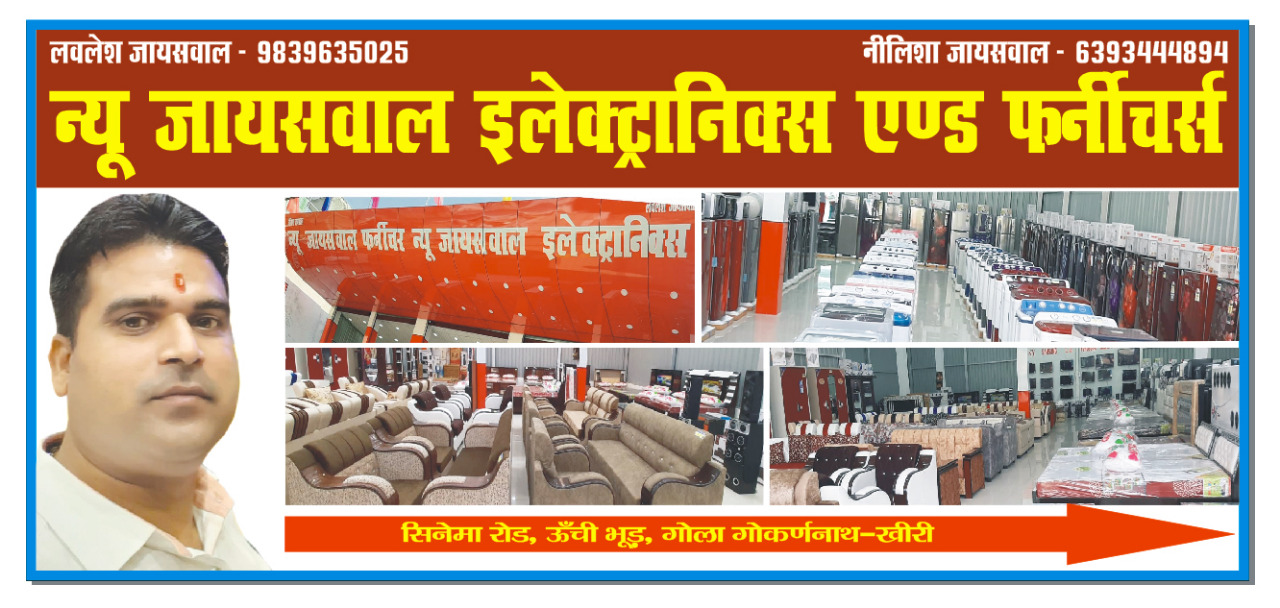 लवलेश जायसवाल - 9839635025
नीलिशा जायसवाल - 6393444894
न्यू जायसवाल इलेक्ट्रानिक्स एण्ड फर्नीचर्स
न्यू जायसवाल फर्नीचर न्यू जायसवाल इलेक्ट्रानिक्स
सिनेमा रोड, ऊँची भूड़, गोला गोकर्णनाथ-खीरी